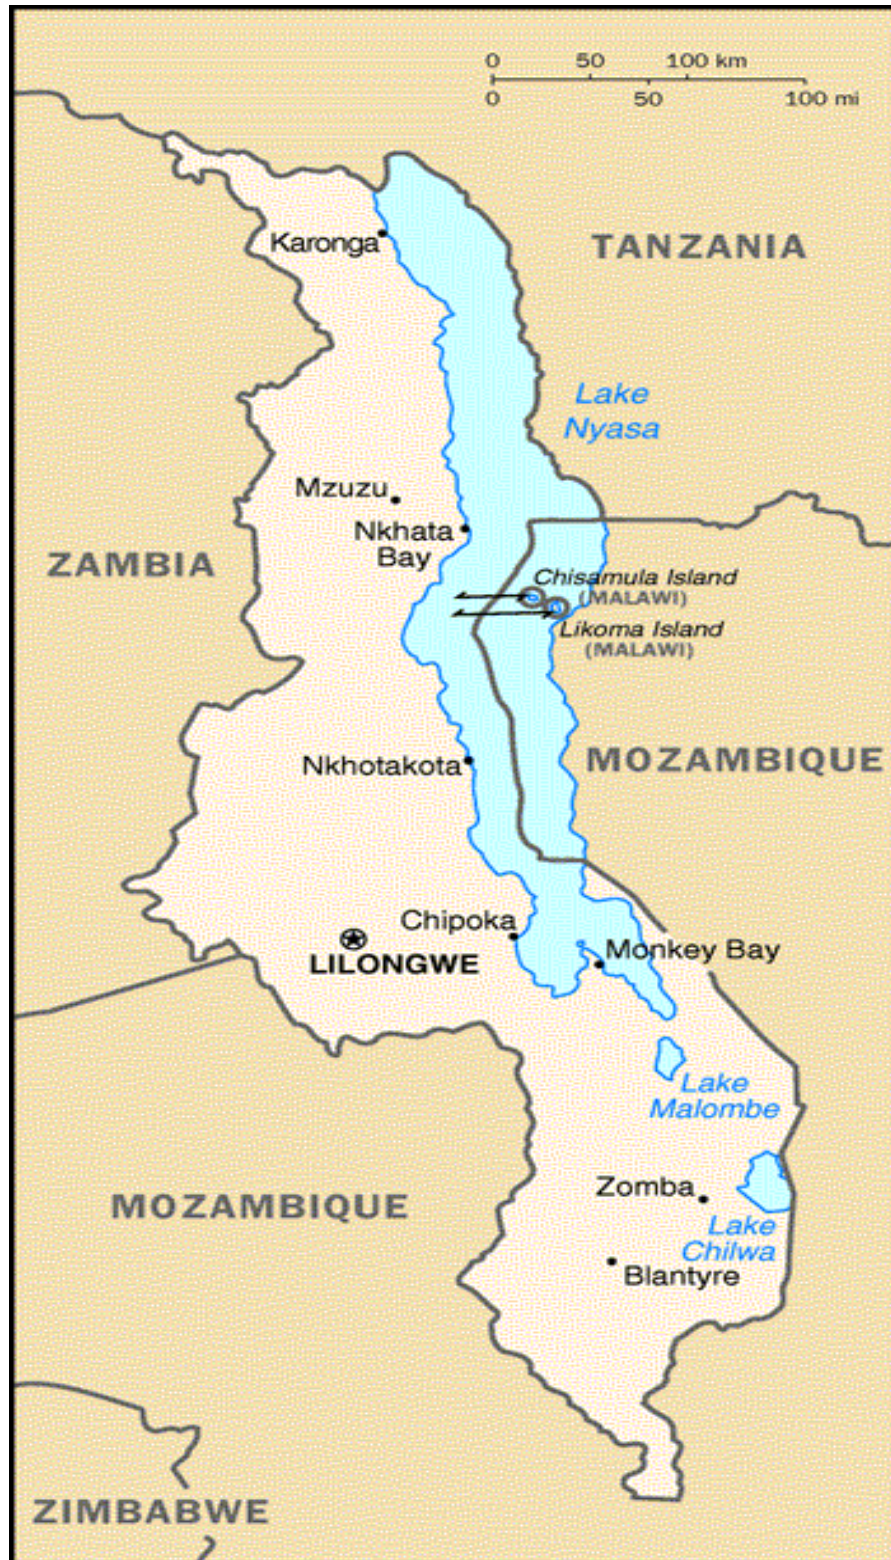 0 50 100 km
0 50 100 mi
Karonga
TANZANIA
Lake
Nyasa
Mzuzu
Nkhata
Bay
ZAMBIA
Chisamula Island
(MALAWI)
Likoma Island
(MALAWI)
Nkhotakota
MOZAMBIQUE
Chipoka
Monkey Bay
LILONGWE
Lake
Malombe
Zomba
MOZAMBIQUE
Lake
Chilwa
Blantyre
ZIMBABWE